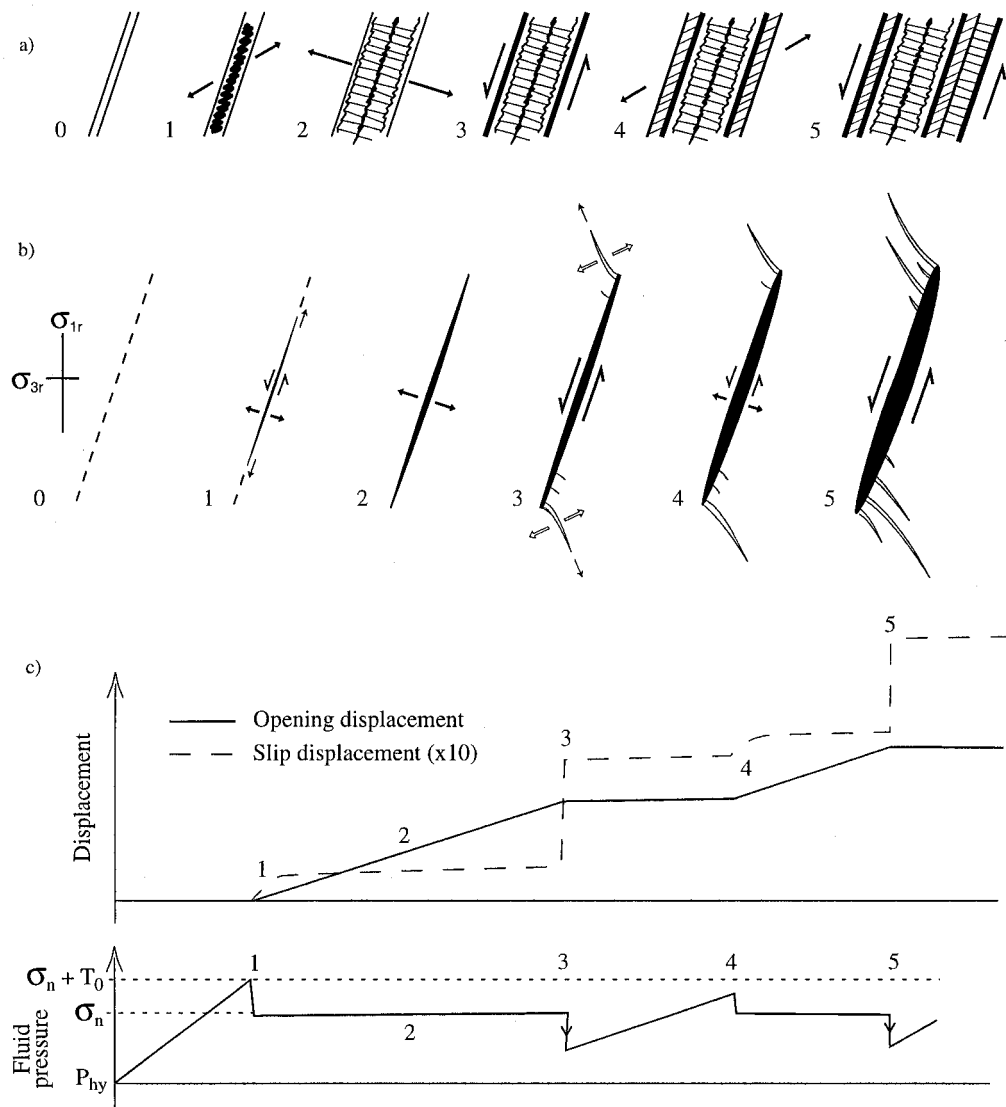 a)
0 1 2 3 4 5
b)
σ1r
σ3r
0 1 2 3 4 5
c)
5
Opening displacement
Slip displacement (x10)
3
4
2
1
Displacement
1 3 4 5
σn + T0
σn
2
Fluid pressure
Phy